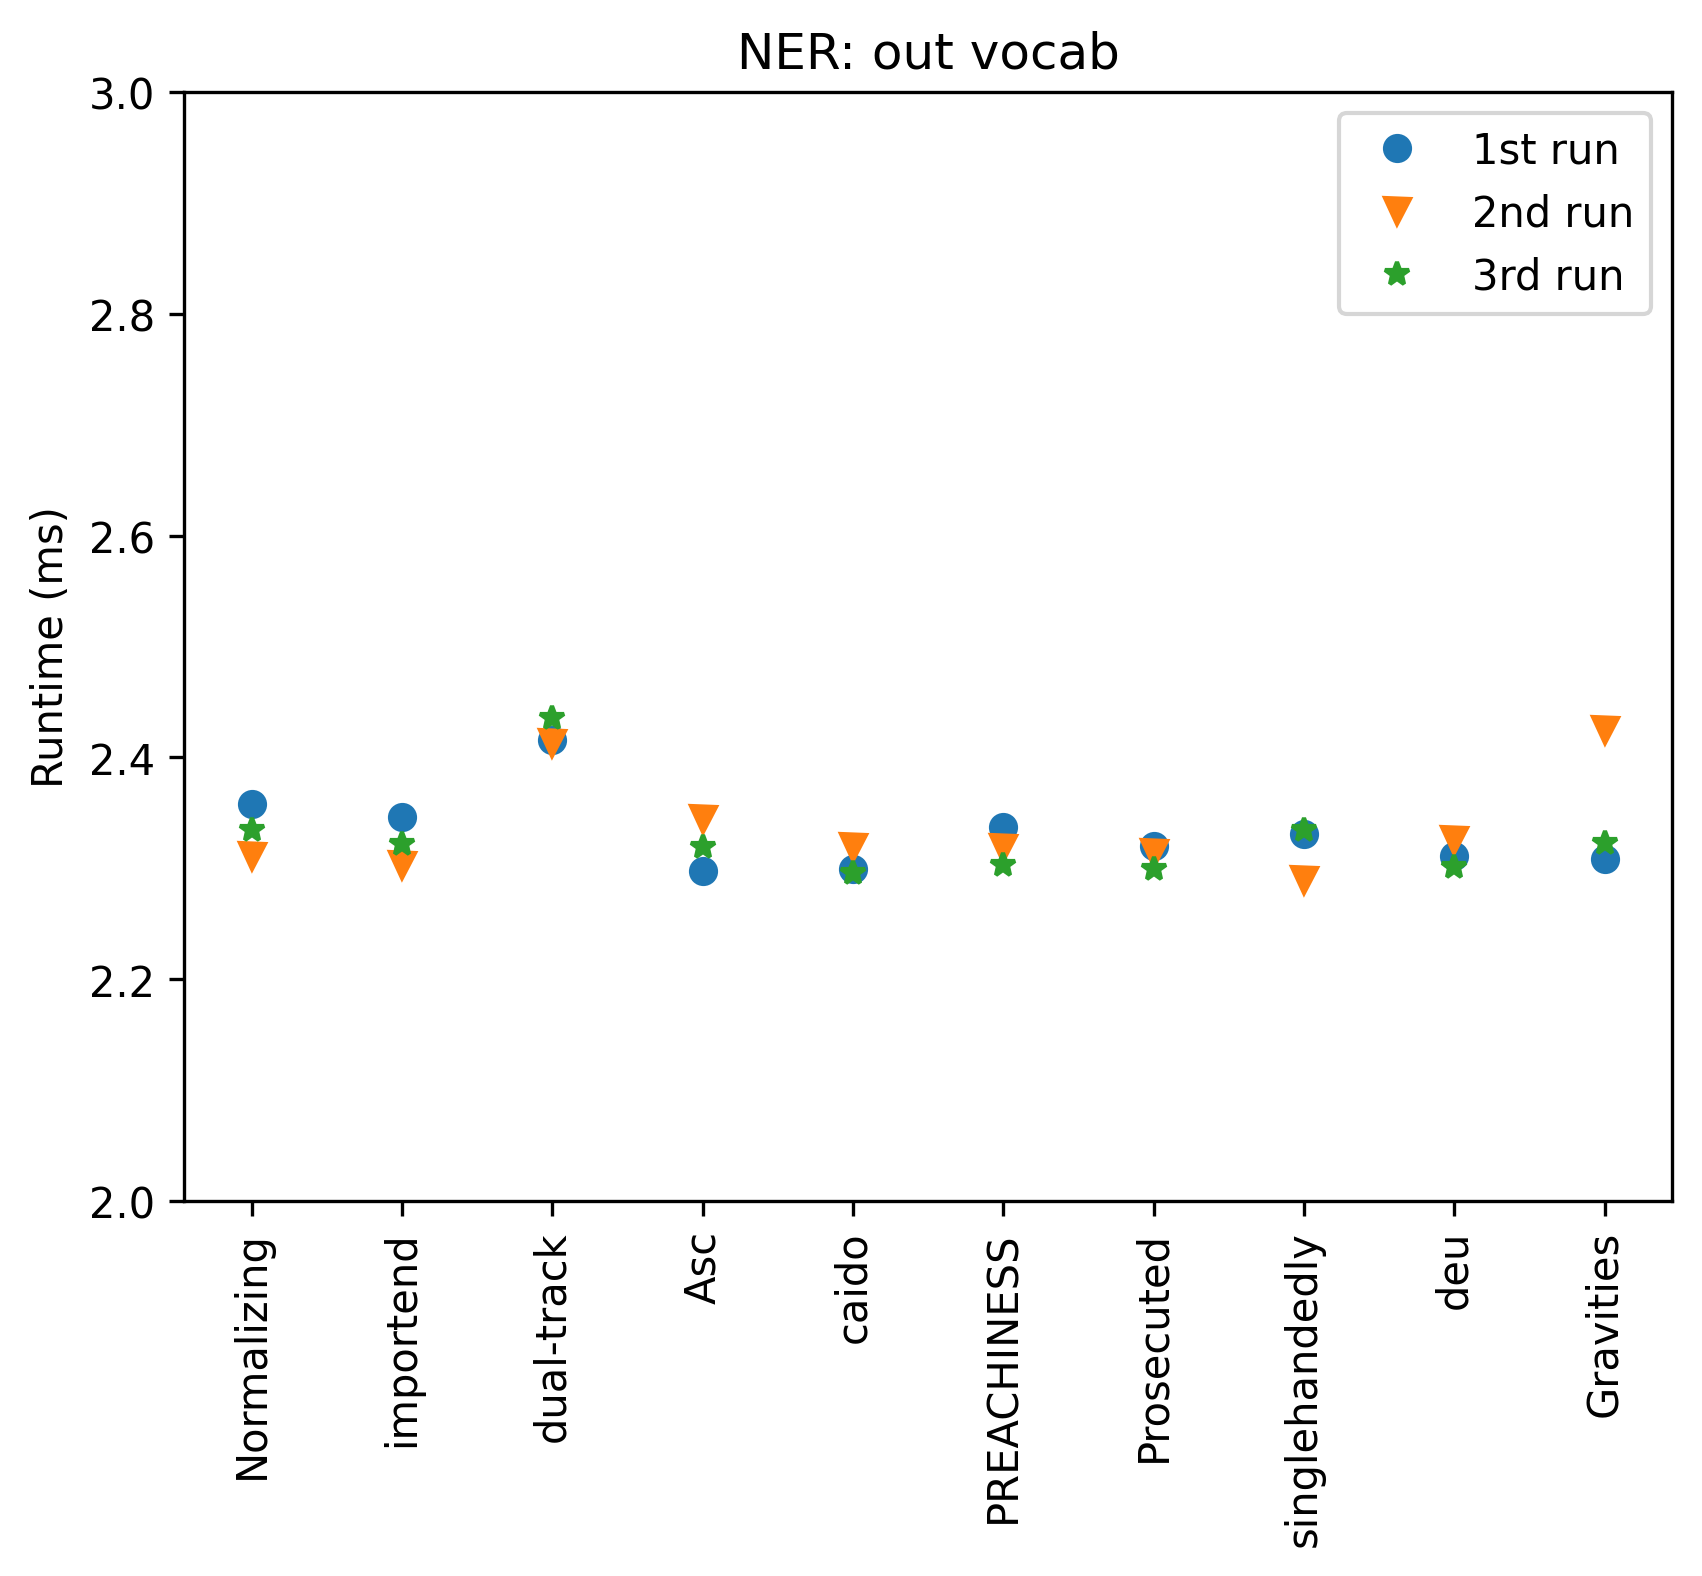 NER: out vocab
3.0
2.8
2.6
2.4
2.2
2.0
Runtime (ms)
1st run
2nd run
3rd run
Normalizing
importend
dual-track
Asc
caido
PREACHINESS
Prosecuted
singlehandedly
deu
Gravities